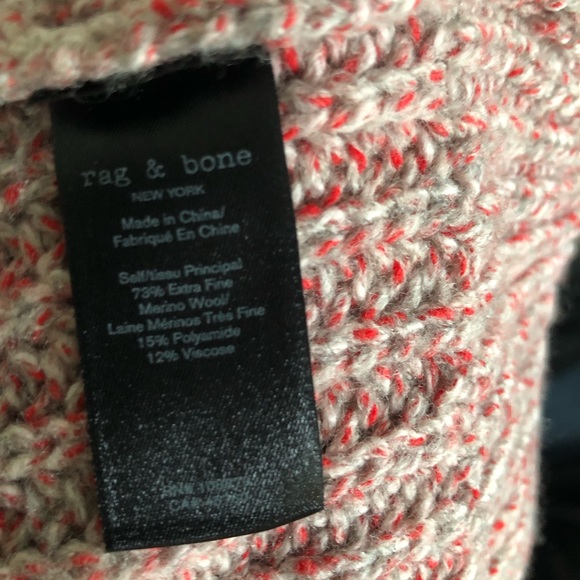 rag & bone
NEW YORK
Made in China/
Fabriqué En Chine
Self/tissu Principal
73% Extra Fine
Merino Wool/
Laine Mérinos Très Fine
15% Polyamide
12% Viscose